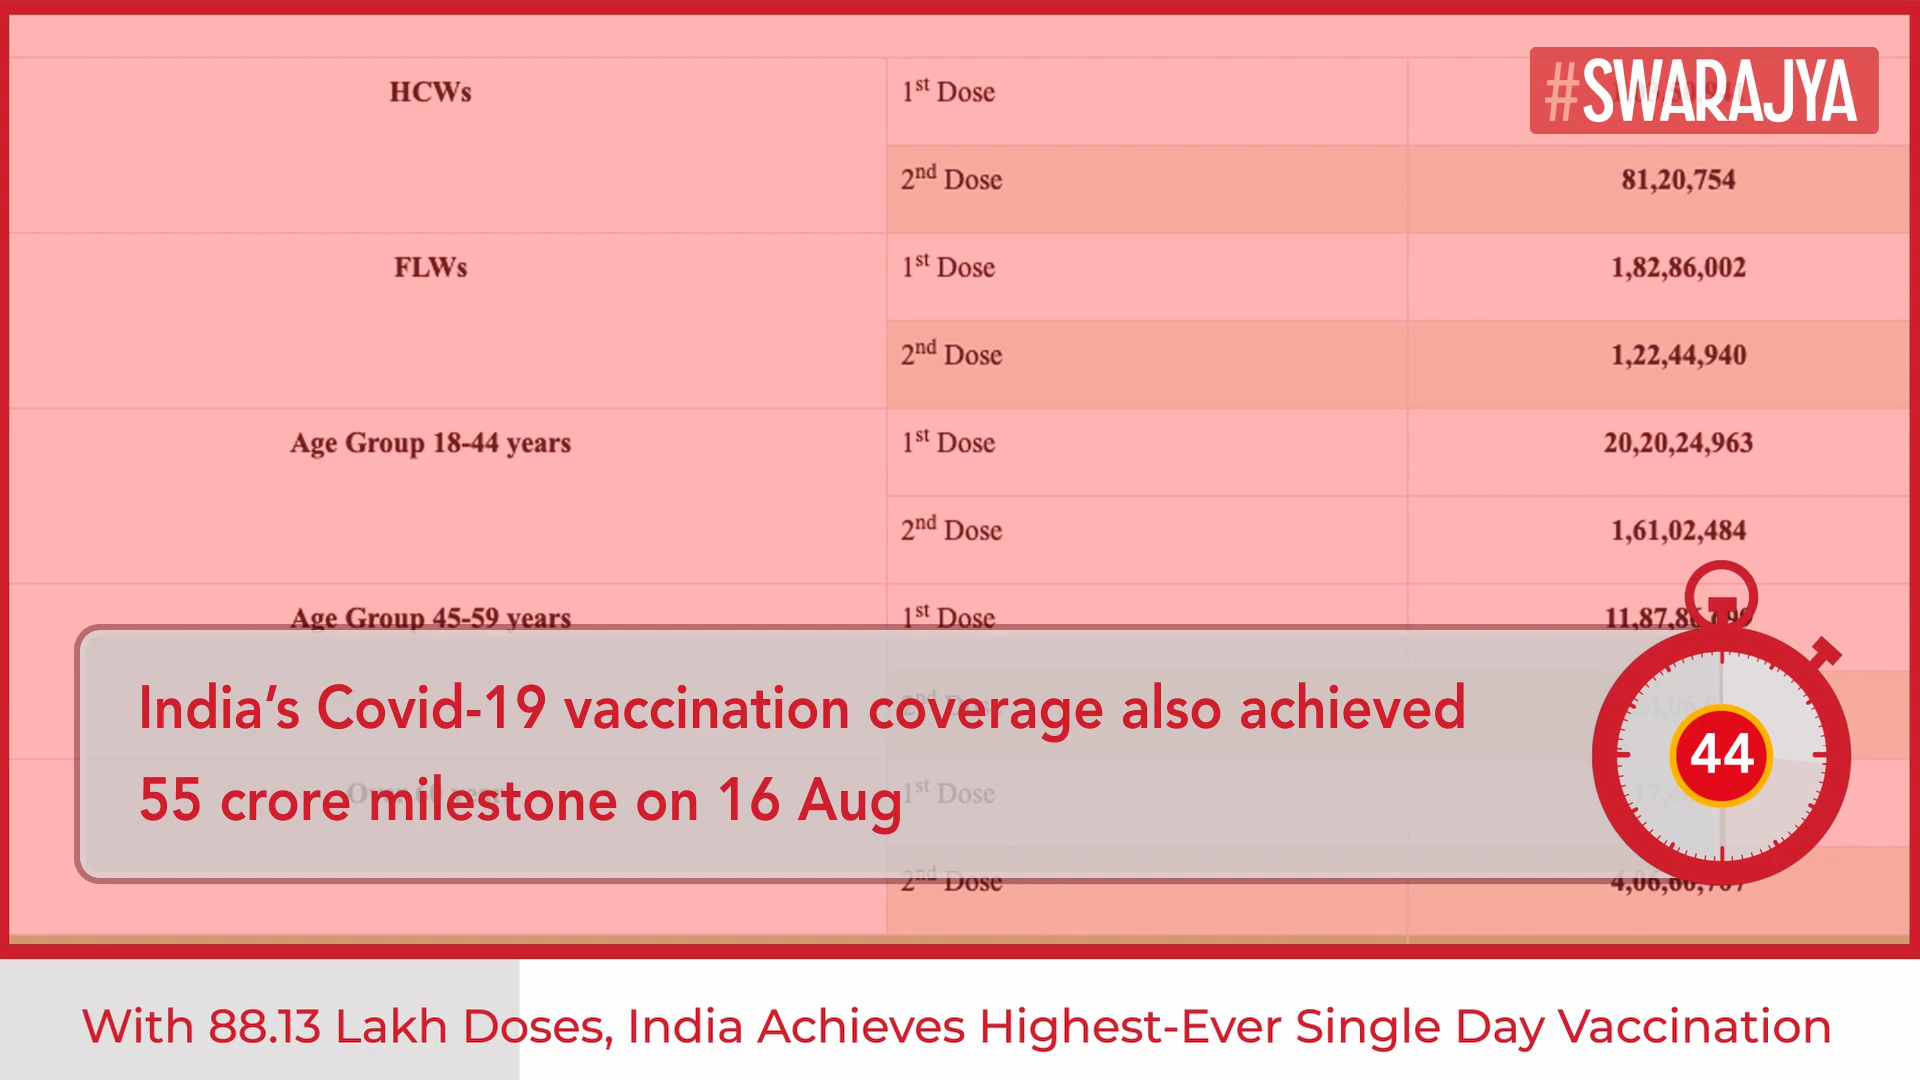 #SWARAJYA
HCWs 1st Dose
2nd Dose 81,20,754
FLWs 1st Dose 1,82,86,002
2nd Dose 1,22,44,940
Age Group 18-44 years 1st Dose 20,20,24,963
2nd Dose 1,61,02,484
Age Group 45-59 years 1st Dose
India's Covid-19 vaccination coverage also achieved
55 crore milestone on 16 Aug
44
1st Dose
2nd Dose
With 88.13 Lakh Doses, India Achieves Highest-Ever Single Day Vaccination